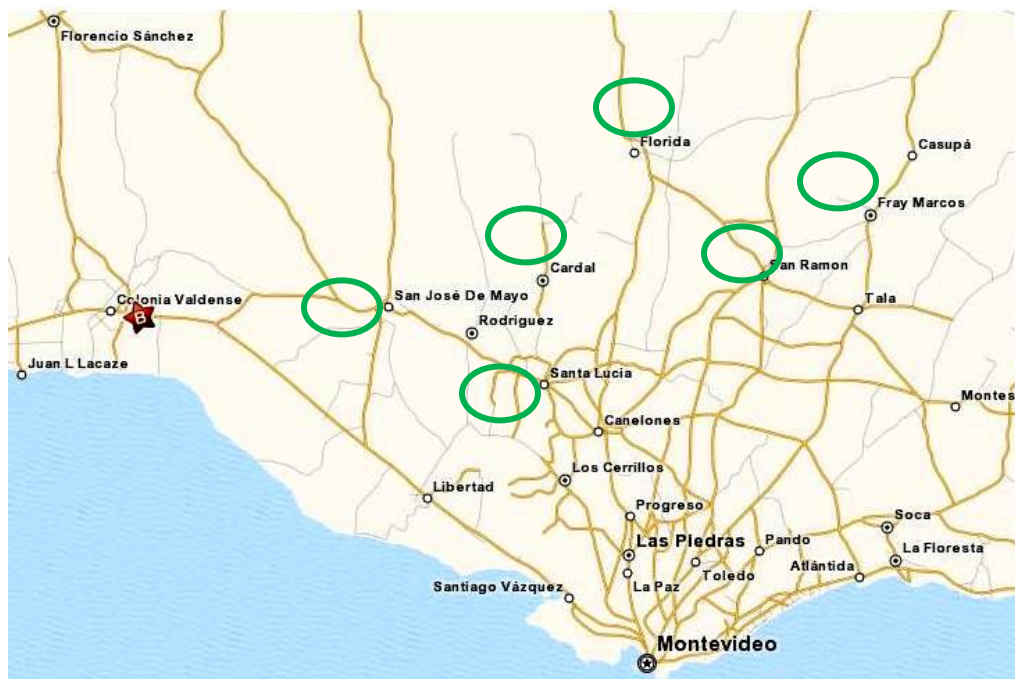 Florencio Sánchez
Florida
Casupá
Fray Marcos
Cardal
San Ramon
Colonia Valdense
B
San José De Mayo
Tala
Rodriguez
Juan L Lacaze
Santa Lucia
Montes
Canelones
Los Cerrillos
Libertad
Progreso
Soca
Las Piedras
Pando
La Floresta
Toledo
Atlántida
La Paz
Santiago Vázquez
Montevideo